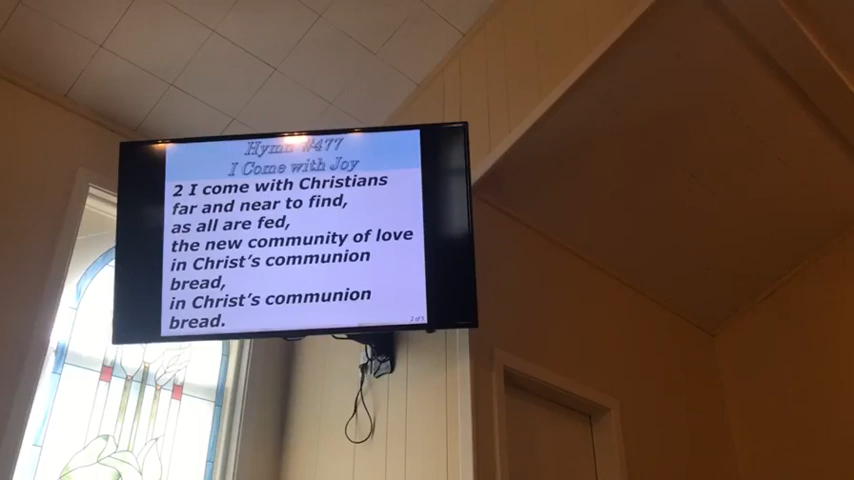 Hymn #477
I Come with Joy
2 I come with Christians
far and near to find,
as all are fed,
the new community of love
in Christ's communion
bread,
in Christ's communion
bread.
2 of 5